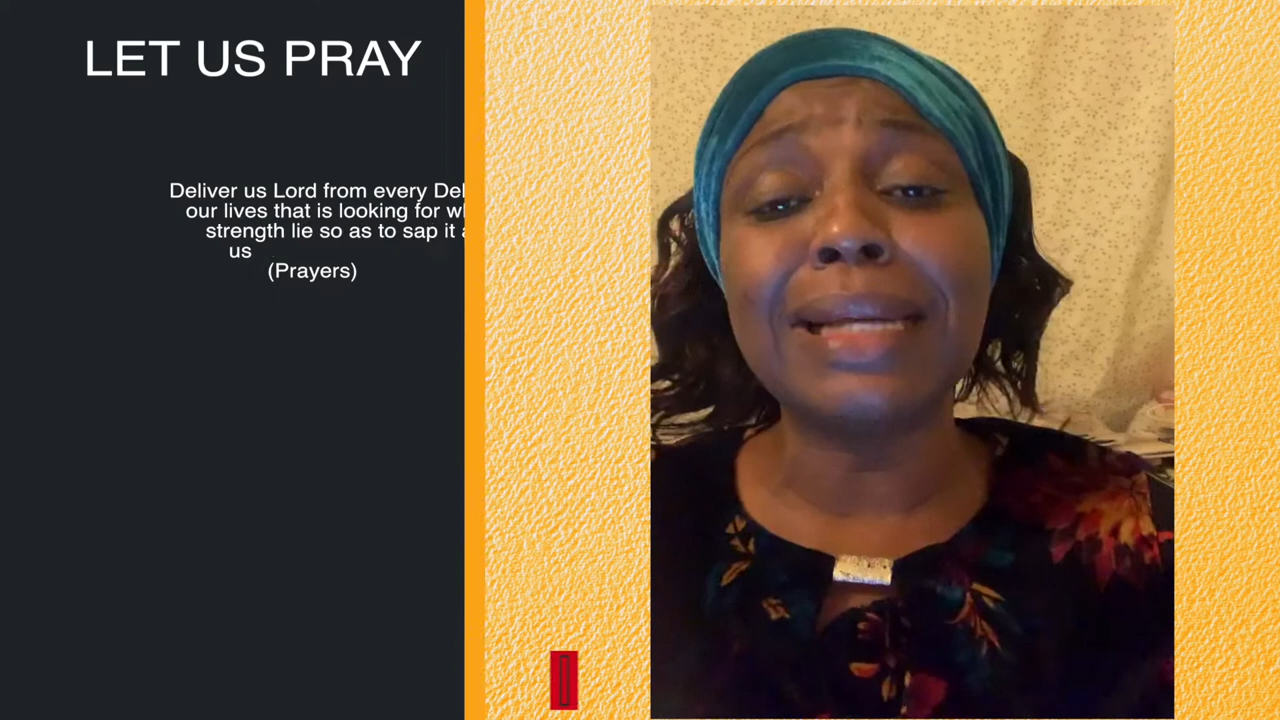 LET US PRAY
Deliver us Lord from every
our lives that is looking for
strength lie so as to sap it
us
(Prayers)